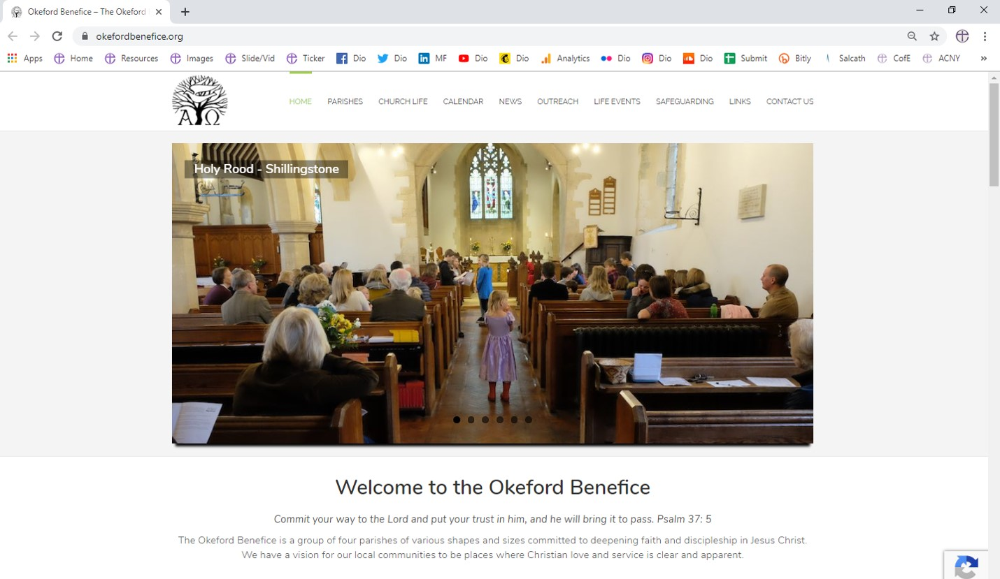 Okeford Benefice – The Okeford
okefordbenefice.org
Apps Home Resources Images Slide/Vid Ticker Dio Dio MF Dio Dio Analytics Dio Dio Dio Submit Bitly Salcath CofE ACNY »
Α Ω
HOME PARISHES CHURCH LIFE CALENDAR NEWS OUTREACH LIFE EVENTS SAFEGUARDING LINKS CONTACT US
Holy Rood - Shillingstone
Welcome to the Okeford Benefice
Commit your way to the Lord and put your trust in him, and he will bring it to pass. Psalm 37: 5
The Okeford Benefice is a group of four parishes of various shapes and sizes committed to deepening faith and discipleship in Jesus Christ.
We have a vision for our local communities to be places where Christian love and service is clear and apparent.